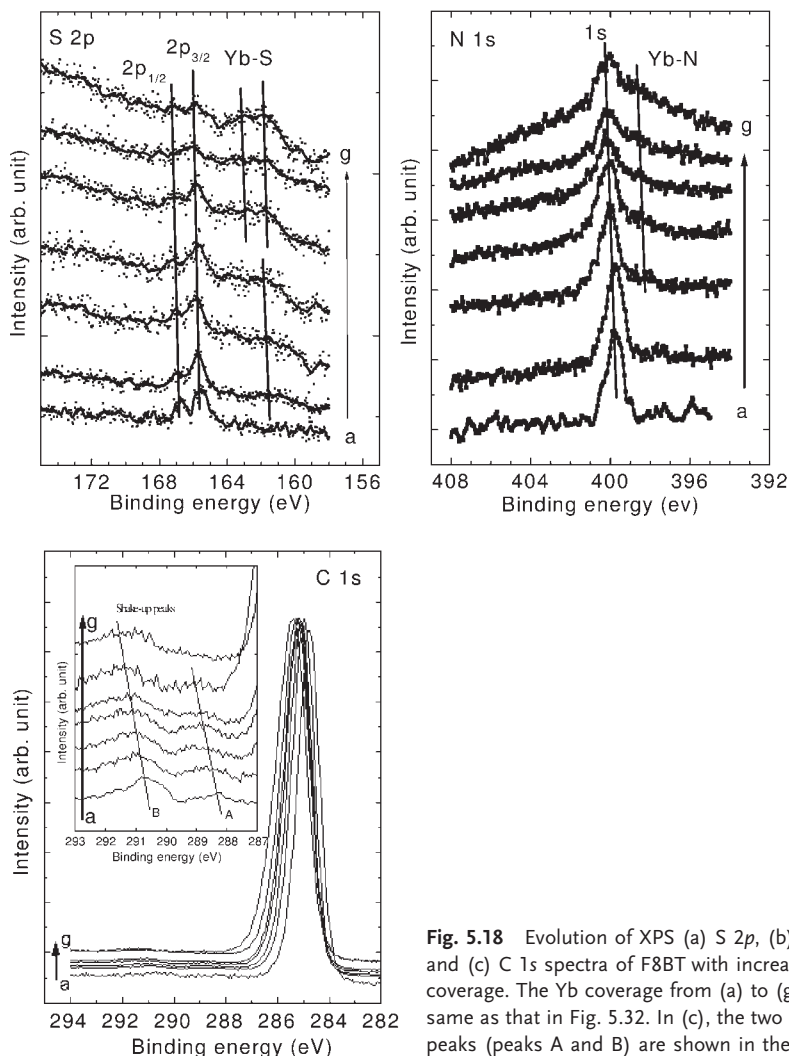 S 2p
2p1/2
2p3/2
Yb-S
g
a
Intensity (arb. unit)
172 168 164 160 156
Binding energy (eV)
N 1s
1s
Yb-N
g
a
Intensity (arb. unit)
408 404 400 396 392
Binding energy (ev)
C 1s
g
Shake-up peaks
a
B
A
Intensity (arb. unit)
293 292 291 290 289 288 287
Binding energy (eV)
g
a
Intensity (arb. unit)
294 292 290 288 286 284 282
Binding energy (eV)
Fig. 5.18 Evolution of XPS (a) S 2p, (b)
and (c) C 1s spectra of F8BT with increa
coverage. The Yb coverage from (a) to (g
same as that in Fig. 5.32. In (c), the two
peaks (peaks A and B) are shown in the